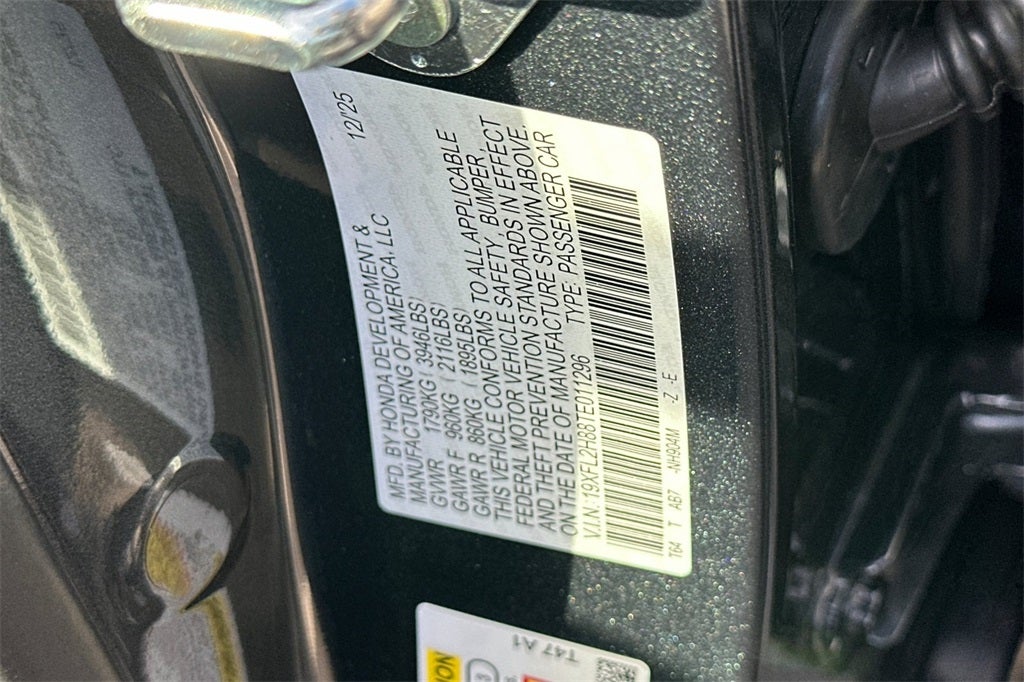 MFD. BY HONDA DEVELOPMENT &
MANUFACTURING OF AMERICA, LLC 12/'25
GVWR 1790KG ( 3946LBS)
GAWR F 960KG ( 2116LBS)
GAWR R 860KG ( 1895LBS)
THIS VEHICLE CONFORMS TO ALL APPLICABLE
FEDERAL MOTOR VEHICLE SAFETY, BUMPER,
AND THEFT PREVENTION STANDARDS IN EFFECT
ON THE DATE OF MANUFACTURE SHOWN ABOVE.
V.I.N.: 19XFL2H88TE011296 TYPE: PASSENGER CAR
T64 T AB7 -NH904M -Z -E
T47 A1